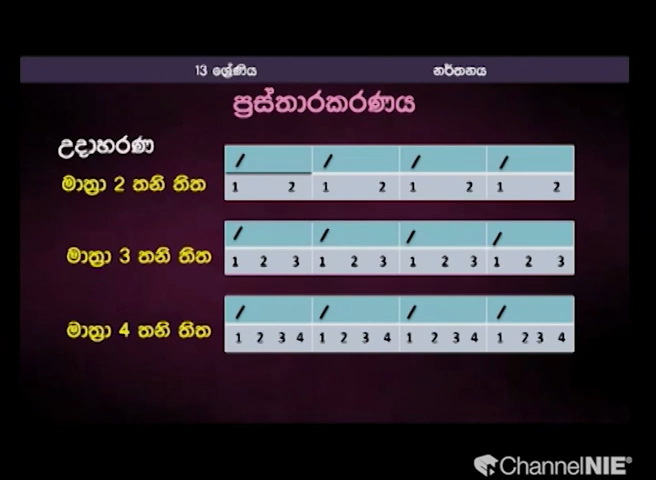 13 ශ්‍රේණිය නර්තනය
ප්‍රස්තාරකරණය
උදාහරණ
/ / / /
මාත්‍රා 2 තනි තිත 1 2 1 2 1 2 1 2
/ / / /
මාත්‍රා 3 තනි තිත 1 2 3 1 2 3 1 2 3 1 2 3
/ / / /
මාත්‍රා 4 තනි තිත 1 2 3 4 1 2 3 4 1 2 3 4 1 2 3 4
ChannelNIE